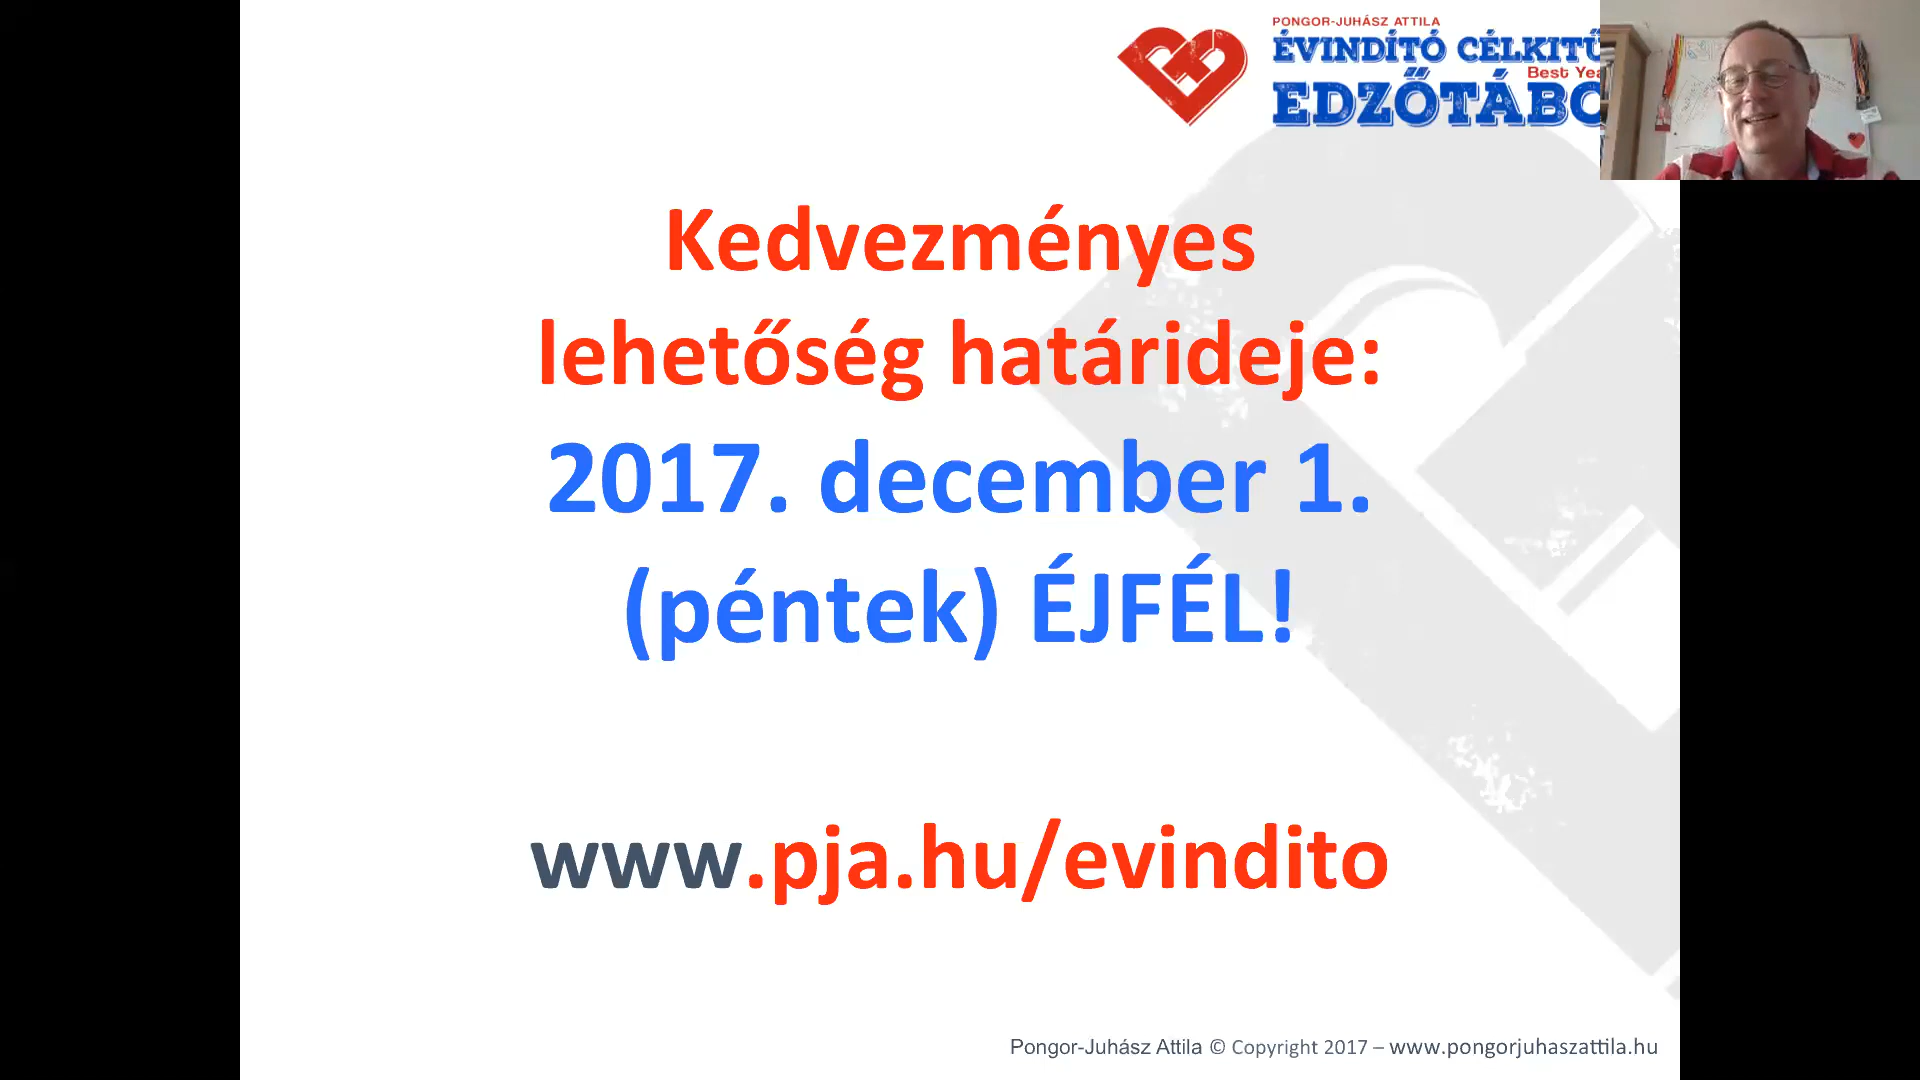 PONGOR-JUHÁSZ ATTILA
ÉVINDÍTÓ CÉLKITŰ
Best Yea
EDZŐTÁBO
Kedvezményes
lehetőség határideje:
2017. december 1.
(péntek) ÉJFÉL!
www.pja.hu/evindito
Pongor-Juhász Attila © Copyright 2017 – www.pongorjuhaszattila.hu